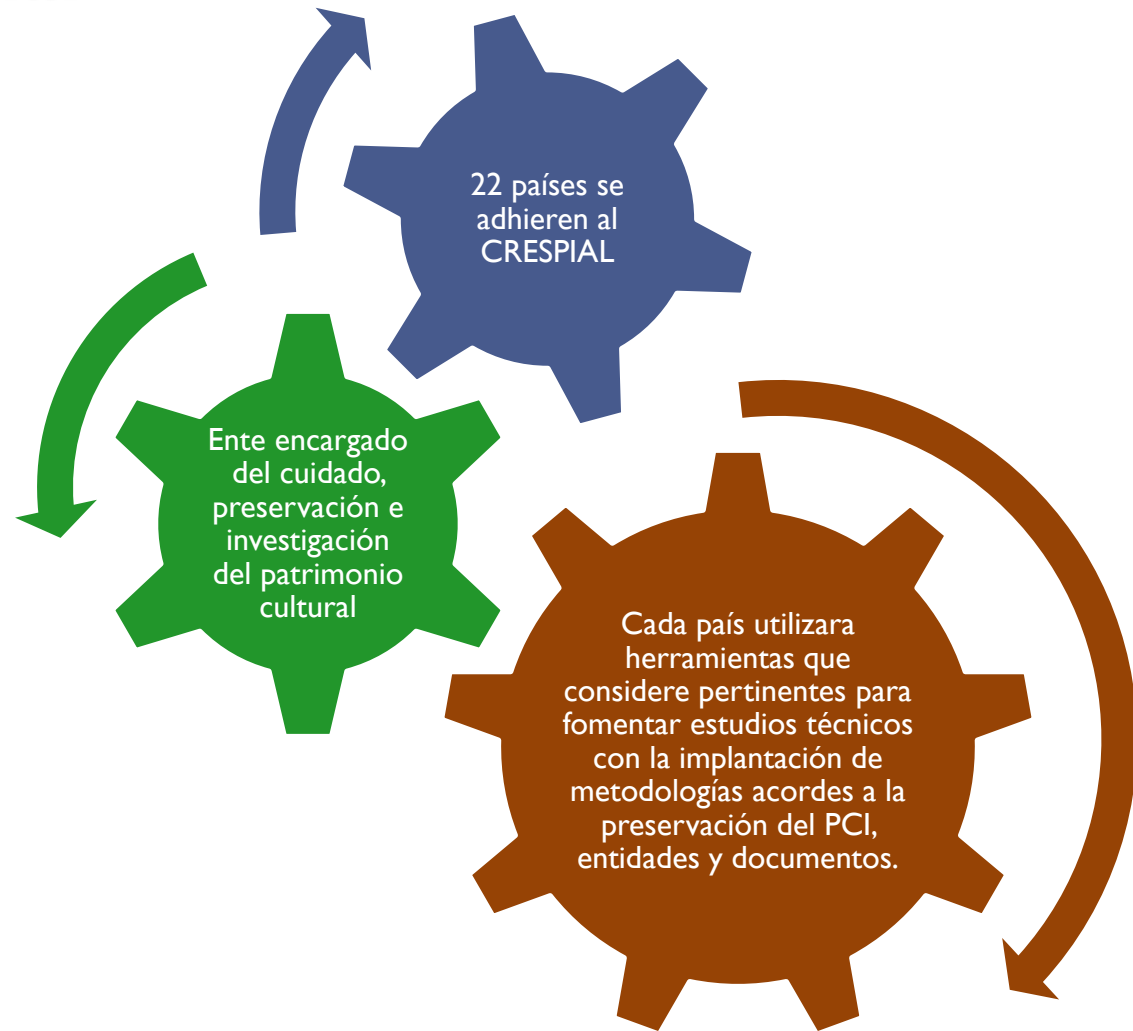 22 países se
adhieren al
CRESPIAL
Ente encargado
del cuidado,
preservación e
investigación
del patrimonio
cultural
Cada país utilizara
herramientas que
considere pertinentes para
fomentar estudios técnicos
con la implantación de
metodologías acordes a la
preservación del PCI,
entidades y documentos.